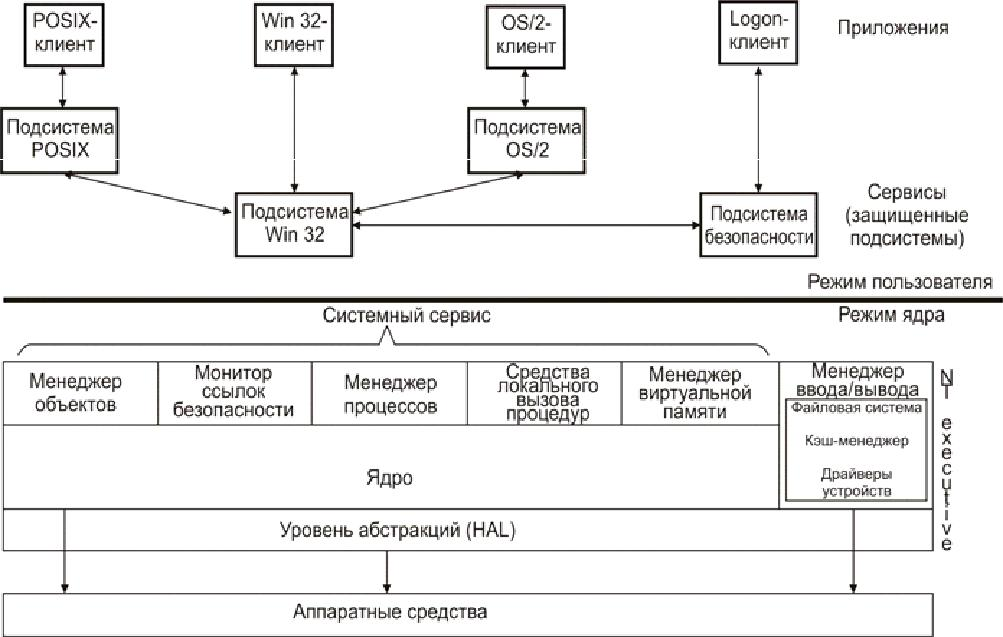 POSIX-
клиент
Win 32-
клиент
OS/2-
клиент
Logon-
клиент
Приложения
Подсистема
POSIX
Подсистема
OS/2
Подсистема
Win 32
Подсистема
безопасности
Сервисы
(защищенные
подсистемы)
Режим пользователя
Системный сервис
Режим ядра
Менеджер
объектов
Монитор
ссылок
безопасности
Менеджер
процессов
Средства
локального
вызова
процедур
Менеджер
виртуальной
памяти
Менеджер
ввода/вывода
Файловая система
Кэш-менеджер
Драйверы
устройств
NT executive
Ядро
Уровень абстракций (HAL)
Аппаратные средства